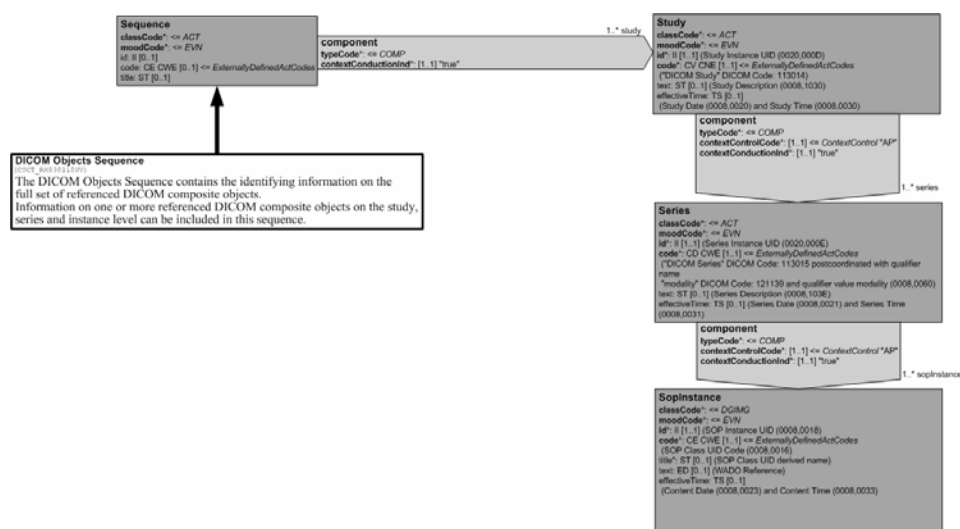 Sequence
classCode*: <= ACT
moodCode*: <= EVN
id: II [0..1]
code: CE CWE [0..1] <= ExternallyDefinedActCodes
title: ST [0..1]
component
typeCode*: <= COMP
contextConductionInd*: [1..1] "true"
1..* study
Study
classCode*: <= ACT
moodCode*: <= EVN
id*: II [1..1] (Study Instance UID (0020,000D)
code*: CV CNE [1..1] <= ExternallyDefinedActCodes
("DICOM Study" DICOM Code: 113014)
text: ST [0..1] (Study Description (0008,1030)
effectiveTime: TS [0..1]
(Study Date (0008,0020) and Study Time (0008,0030)
component
typeCode*: <= COMP
contextControlCode*: [1..1] <= ContextControl "AP"
contextConductionInd*: [1..1] "true"
1..* series
DICOM Objects Sequence
The DICOM Objects Sequence contains the identifying information on the
full set of referenced DICOM composite objects.
Information on one or more referenced DICOM composite objects on the study,
series and instance level can be included in this sequence.
Series
classCode*: <= ACT
moodCode*: <= EVN
id*: II [1..1] (Series Instance UID (0020,000E)
code*: CD CWE [1..1] <= ExternallyDefinedActCodes
("DICOM Series" DICOM Code: 113015 postcoordinated with qualifier
name
"modality" DICOM Code: 121139 and qualifier value modality (0008,0060)
text: ST [0..1] (Series Description (0008,103E)
effectiveTime: TS [0..1] (Series Date (0008,0021) and Series Time
(0008,0031)
component
typeCode*: <= COMP
contextControlCode*: [1..1] <= ContextControl "AP"
contextConductionInd*: [1..1] "true"
1..* sopInstance
SopInstance
classCode*: <= DGIMG
moodCode*: <= EVN
id*: II [1..1] (SOP Instance UID (0008,0018)
code*: CE CWE [1..1] <= ExternallyDefinedActCodes
(SOP Class UID Code (0008,0016)
title*: ST [0..1] (SOP Class UID derived name)
text: ED [0..1] (WADO Reference)
effectiveTime: TS [0..1]
(Content Date (0008,0023) and Content Time (0008,0033)